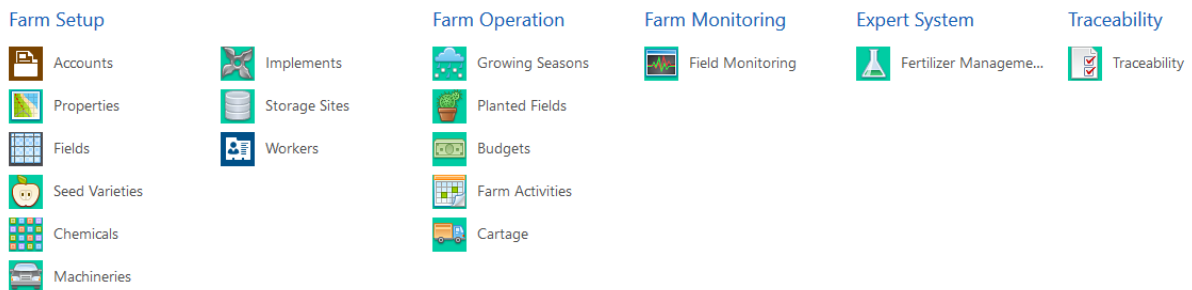 Farm Setup
Accounts
Properties
Fields
Seed Varieties
Chemicals
Machineries
Implements
Storage Sites
Workers
Farm Operation
Growing Seasons
Planted Fields
Budgets
Farm Activities
Cartage
Farm Monitoring
Field Monitoring
Expert System
Fertilizer Manageme...
Traceability
Traceability